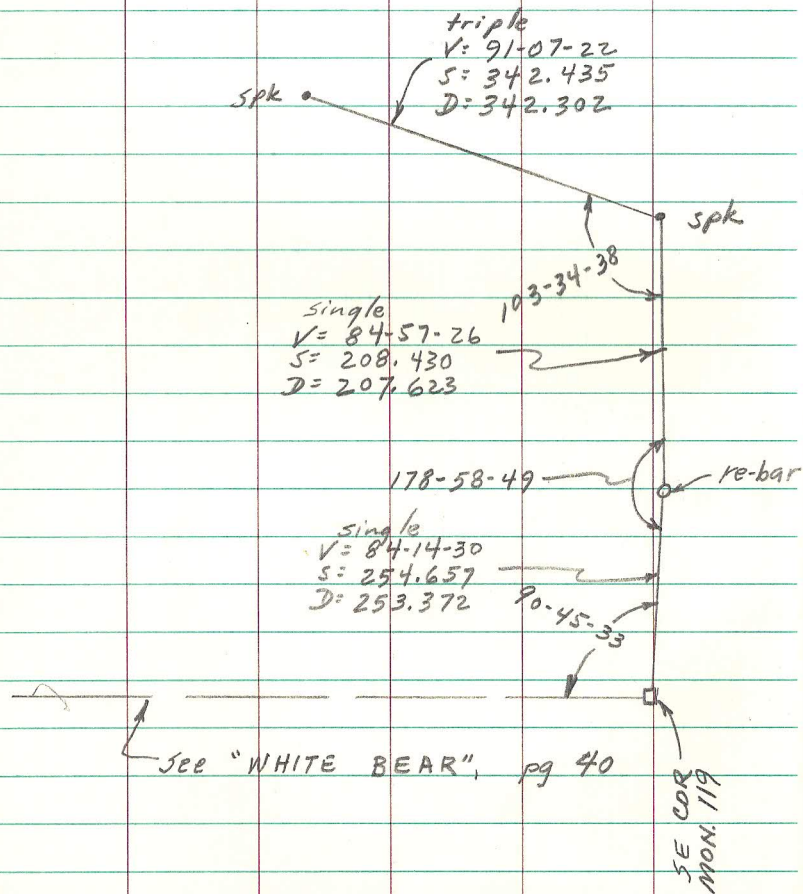 triple
V= 91-07-22
S= 342.435
D= 342.302
spk
spk
103-34-38
single
V= 84-57-26
S= 208.430
D= 207.623
178-58-49
re-bar
single
V= 84-14-30
S= 254.657
D= 253.372
90-45-33
See "WHITE BEAR", pg 40
SE COR
MON. 119